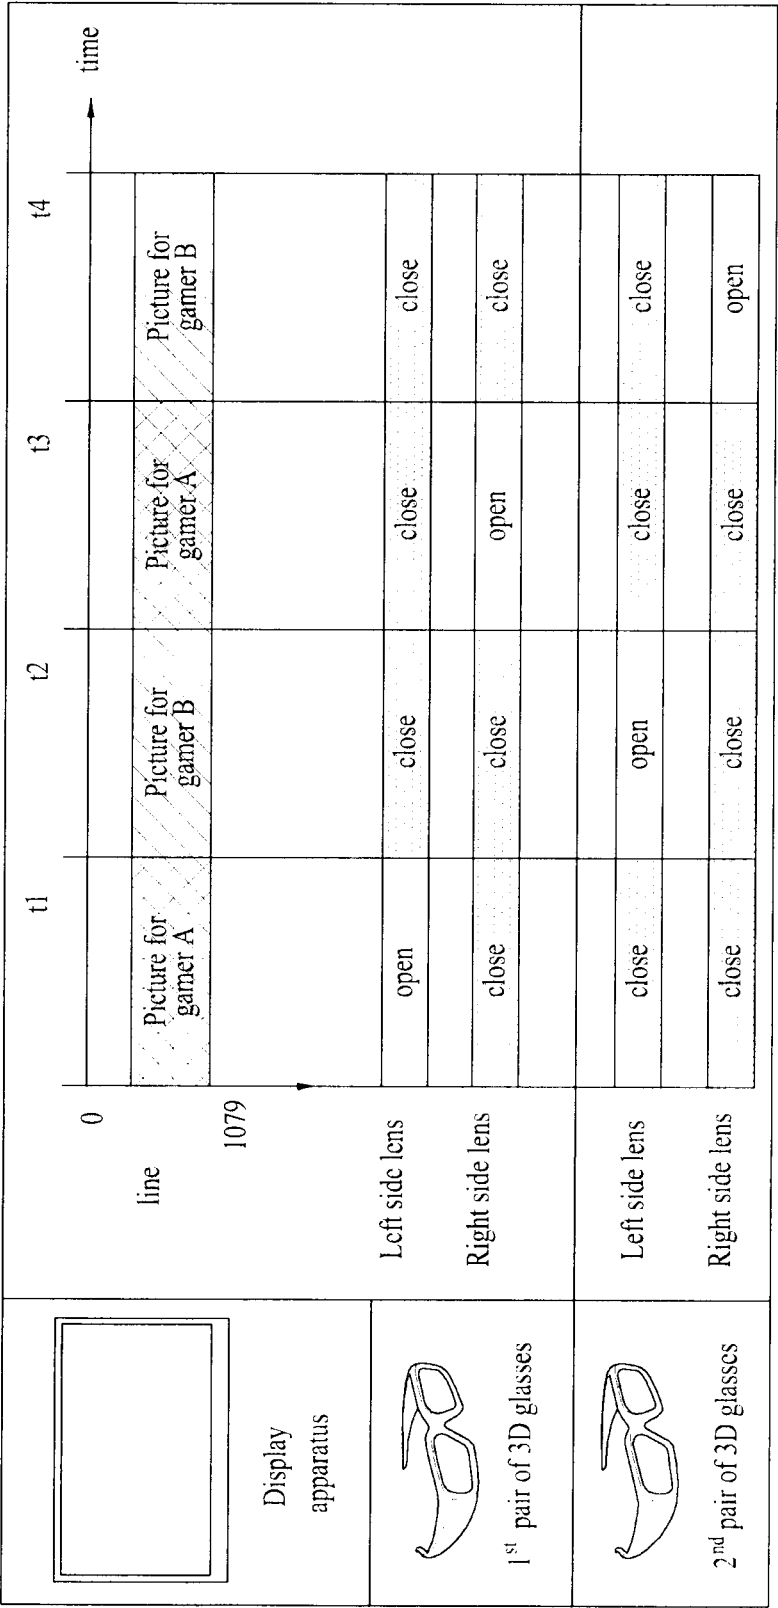 t1
t2
t3
t4
time
0
line
1079
Picture for
gamer A
Picture for
gamer B
Picture for
gamer A
Picture for
gamer B
Display
apparatus
Left side lens
open
close
close
close
Right side lens
close
close
open
close
1st pair of 3D glasses
Left side lens
close
open
close
close
Right side lens
close
close
close
open
2nd pair of 3D glasses